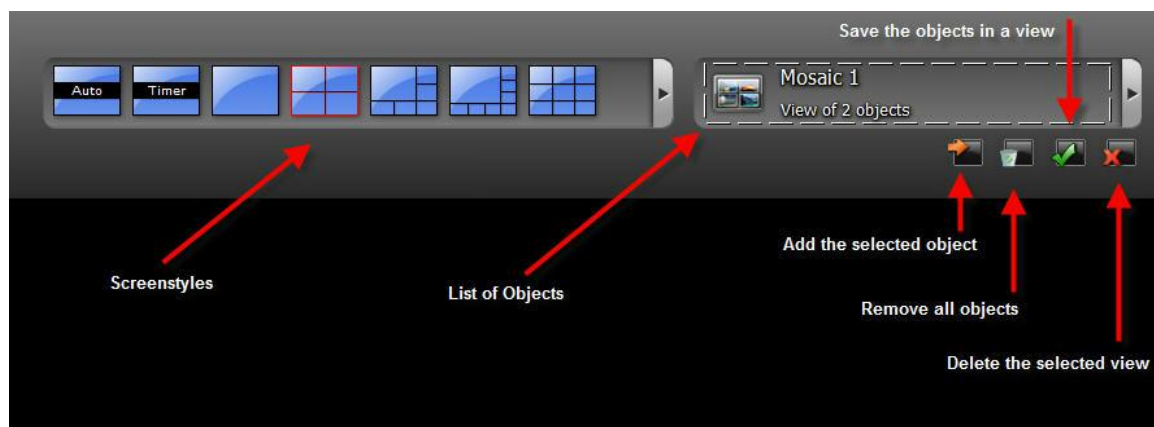 Save the objects in a view
Auto
Timer
Mosaic 1
View of 2 objects
Add the selected object
Screenstyles
List of Objects
Remove all objects
Delete the selected view